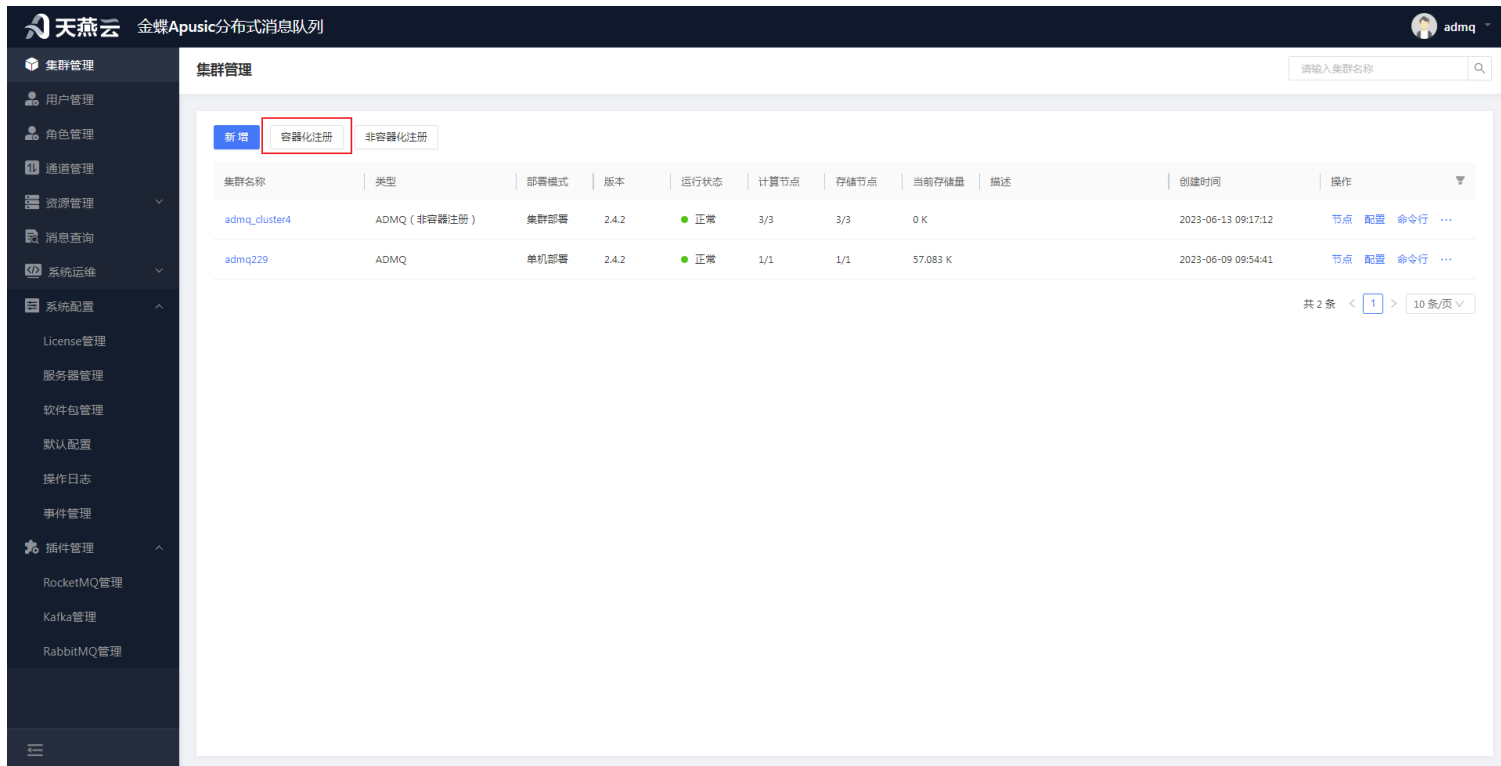 天燕云 金蝶Apusic分布式消息队列
admq
集群管理
用户管理
角色管理
通道管理
资源管理
消息查询
系统运维
系统配置
License管理
服务器管理
软件包管理
默认配置
操作日志
事件管理
插件管理
RocketMQ管理
Kafka管理
RabbitMQ管理
集群管理
请输入集群名称
新增 容器化注册 非容器化注册
集群名称 类型 部署模式 版本 运行状态 计算节点 存储节点 当前存储量 描述 创建时间 操作
admq_cluster4 ADMQ ( 非容器注册 ) 集群部署 2.4.2 正常 3/3 3/3 0 K 2023-06-13 09:17:12 节点 配置 命令行 ···
admq229 ADMQ 单机部署 2.4.2 正常 1/1 1/1 57.083 K 2023-06-09 09:54:41 节点 配置 命令行 ···
共 2 条 < 1 > 10 条/页